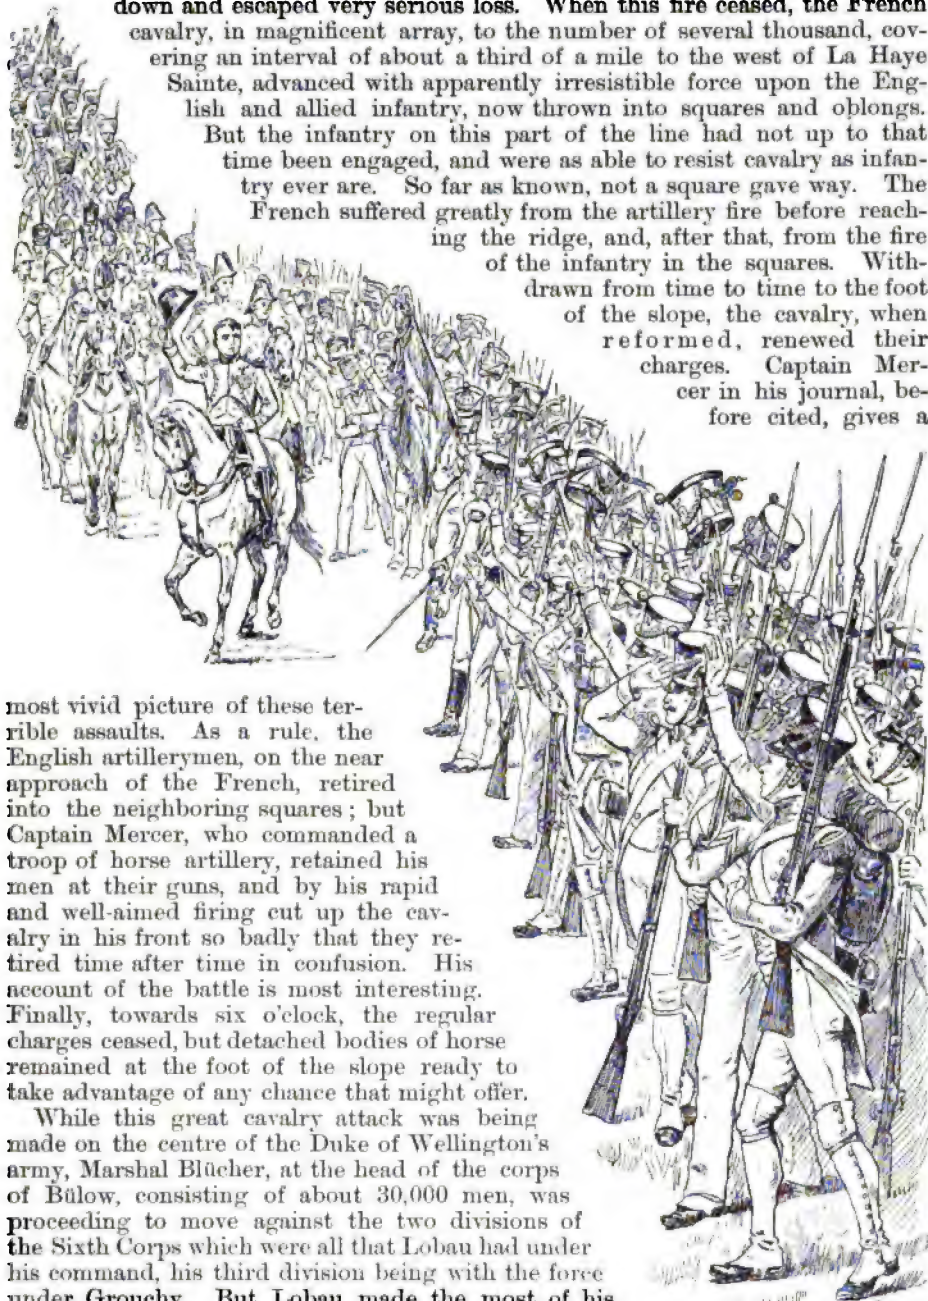 down and escaped very serious loss. When this fire ceased, the French
cavalry, in magnificent array, to the number of several thousand, cov-
ering an interval of about a third of a mile to the west of La Haye
Sainte, advanced with apparently irresistible force upon the Eng-
lish and allied infantry, now thrown into squares and oblongs.
But the infantry on this part of the line had not up to that
time been engaged, and were as able to resist cavalry as infan-
try ever are. So far as known, not a square gave way. The
French suffered greatly from the artillery fire before reach-
ing the ridge, and, after that, from the fire
of the infantry in the squares. With-
drawn from time to time to the foot
of the slope, the cavalry, when
reformed, renewed their
charges. Captain Mer-
cer in his journal, be-
fore cited, gives a
most vivid picture of these ter-
rible assaults. As a rule, the
English artillerymen, on the near
approach of the French, retired
into the neighboring squares; but
Captain Mercer, who commanded a
troop of horse artillery, retained his
men at their guns, and by his rapid
and well-aimed firing cut up the cav-
alry in his front so badly that they re-
tired time after time in confusion. His
account of the battle is most interesting.
Finally, towards six o'clock, the regular
charges ceased, but detached bodies of horse
remained at the foot of the slope ready to
take advantage of any chance that might offer.
While this great cavalry attack was being
made on the centre of the Duke of Wellington's
army, Marshal Blücher, at the head of the corps
of Bülow, consisting of about 30,000 men, was
proceeding to move against the two divisions of
the Sixth Corps which were all that Lobau had under
his command, his third division being with the force
under Grouchy. But Lobau made the most of his